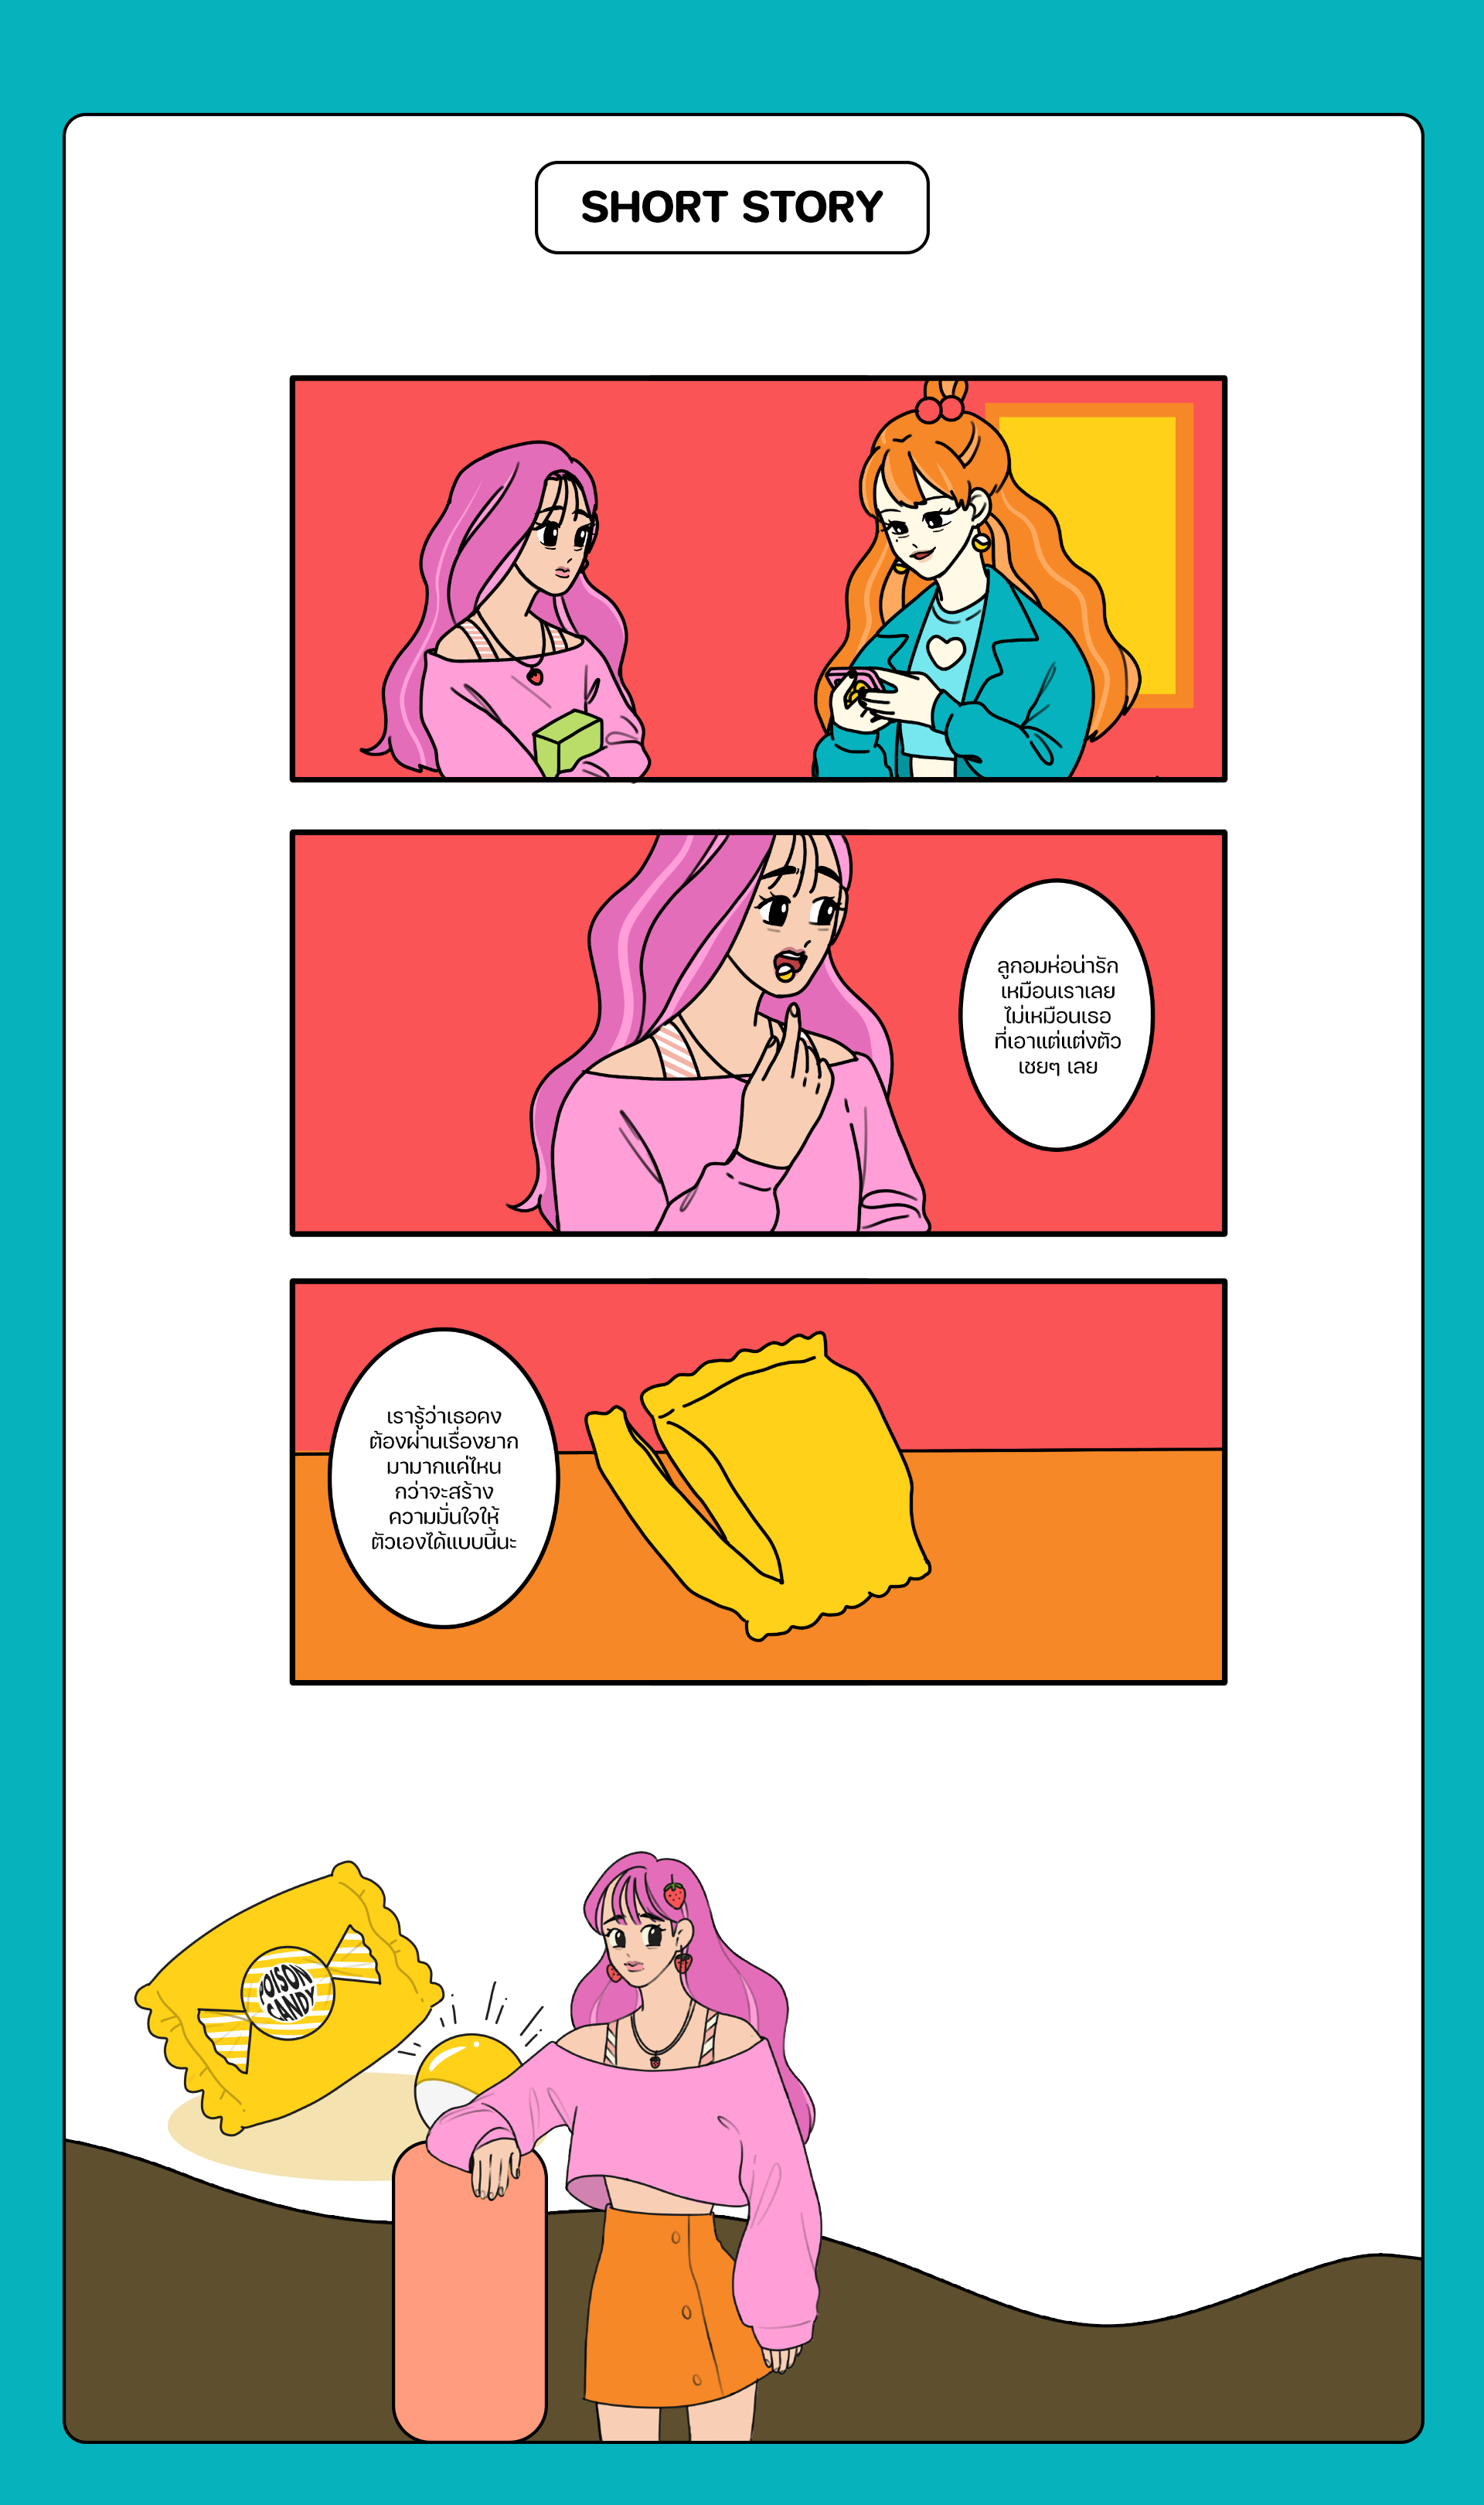 SHORT STORY
ลูกอมห่อน่ารัก
เหมือนเราเลย
ไม่เหมือนเธอ
ที่เอาแต่แต่งตัว
เชยๆ เลย
เรารู้ว่าเธอคง
ต้องผ่านเรื่องยาก
มามากแค่ไหน
กว่าจะสร้าง
ความมั่นใจให้
ตัวเองได้แบบนี้นะ
POISON
CANDY